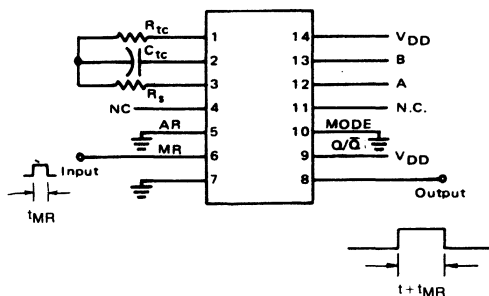 Rtc 1 14 VDD
Ctc 2 13 B
3 12 A
Rs
NC 4 11 N.C.
AR 5 10 MODE
Input MR 6 9 Q/Q̅ VDD
7 8 Output
tMR
t + tMR